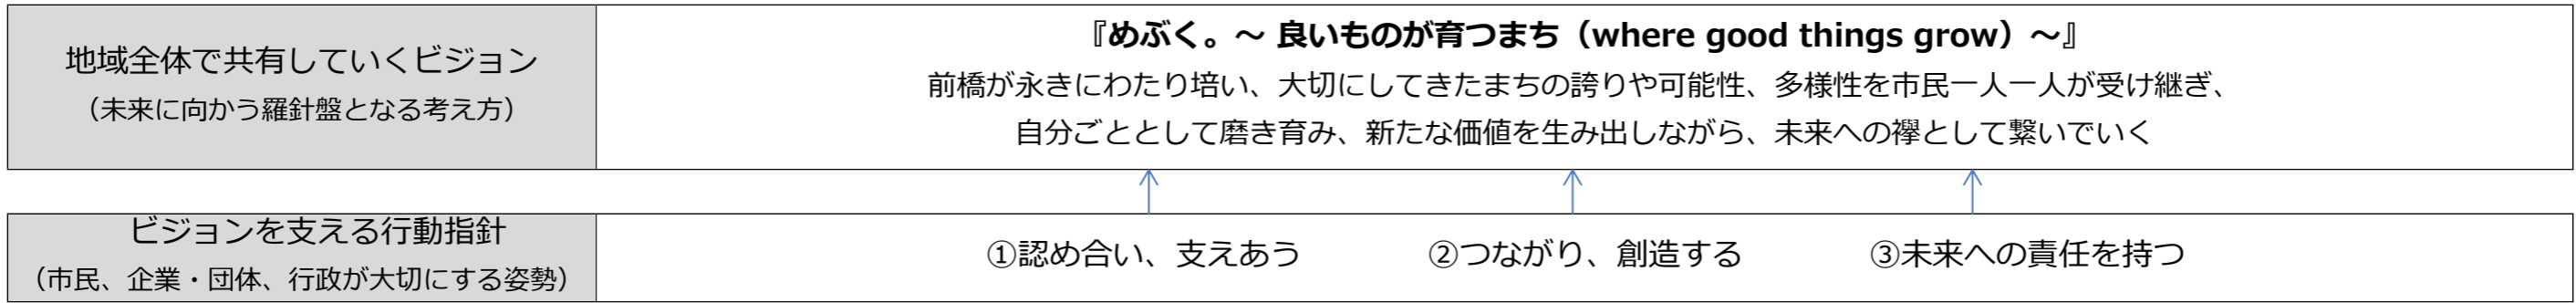 地域全体で共有していくビジョン
（未来に向かう羅針盤となる考え方）
『めぶく。～ 良いものが育つまち（where good things grow）～』
前橋が永きにわたり培い、大切にしてきたまちの誇りや可能性、多様性を市民一人一人が受け継ぎ、
自分ごととして磨き育み、新たな価値を生み出しながら、未来への襷として繋いでいく
ビジョンを支える行動指針
（市民、企業・団体、行政が大切にする姿勢）
①認め合い、支えあう
②つながり、創造する
③未来への責任を持つ